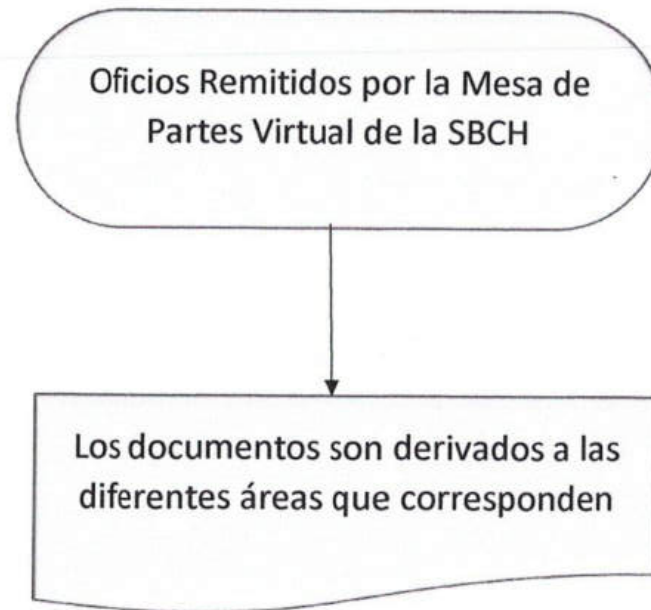 Oficios Remitidos por la Mesa de
Partes Virtual de la SBCH
Los documentos son derivados a las
diferentes áreas que corresponden